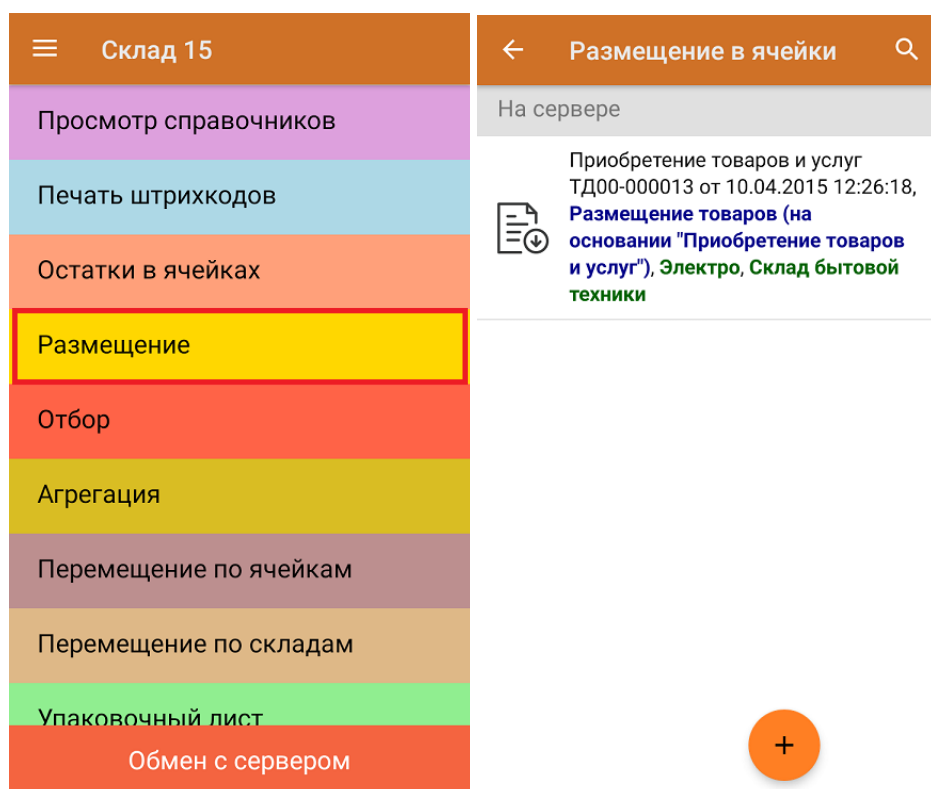 Склад 15
Просмотр справочников
Печать штрихкодов
Остатки в ячейках
Размещение
Отбор
Агрегация
Перемещение по ячейкам
Перемещение по складам
Упаковочный лист
Обмен с сервером
Размещение в ячейки
На сервере
Приобретение товаров и услуг
ТД00-000013 от 10.04.2015 12:26:18,
Размещение товаров (на
основании "Приобретение товаров
и услуг"), Электро, Склад бытовой
техники
+